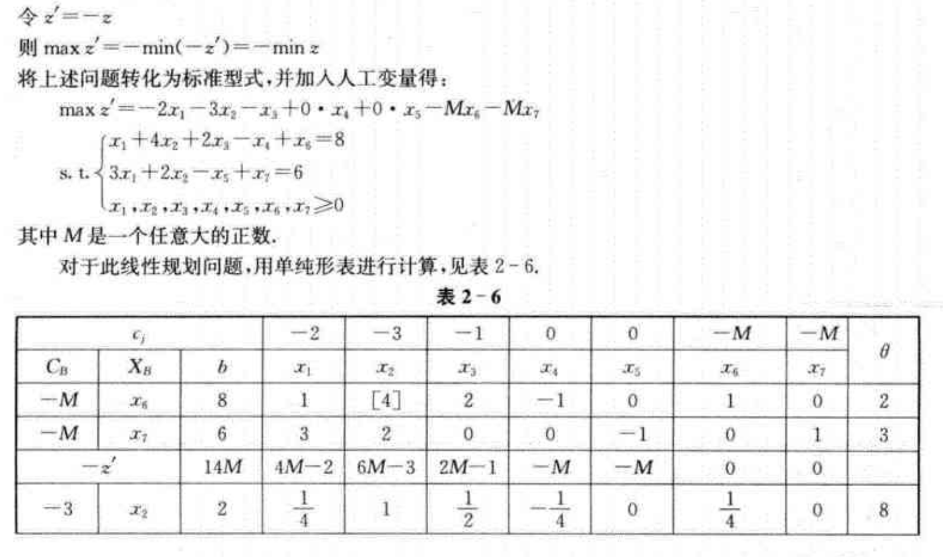 令 z′=－z
则 max z′=－min(－z′)=－min z
将上述问题转化为标准型式,并加入人工变量得:
max z′=－2x₁－3x₂－x₃+0·x₄+0·x₅－Mx₆－Mx₇
x₁+4x₂+2x₃－x₄+x₆=8
s. t. 3x₁+2x₂－x₅+x₇=6
x₁,x₂,x₃,x₄,x₅,x₆,x₇≥0
其中 M 是一个任意大的正数.
对于此线性规划问题,用单纯形表进行计算,见表 2-6.
表 2-6
cⱼ －2 －3 －1 0 0 －M －M θ
C_B X_B b x₁ x₂ x₃ x₄ x₅ x₆ x₇
－M x₆ 8 1 [4] 2 －1 0 1 0 2
－M x₇ 6 3 2 0 0 －1 0 1 3
－z′ 14M 4M－2 6M－3 2M－1 －M －M 0 0
－3 x₂ 2 1/4 1 1/2 －1/4 0 1/4 0 8